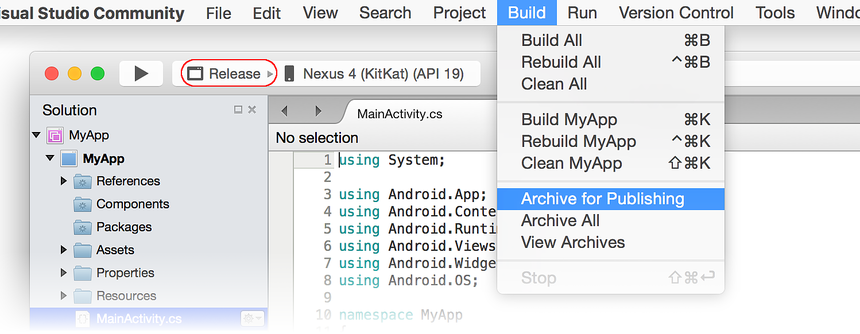 isual Studio Community File Edit View Search Project Build Run Version Control Tools Windo
Release Nexus 4 (KitKat) (API 19)
Solution
MyApp
MyApp
References
Components
Packages
Assets
Properties
Resources
MainActivity.cs
MainActivity.cs
No selection
1 using System;
2
3 using Android.App;
4 using Android.Conte
5 using Android.Runti
6 using Android.Views
7 using Android.Widge
8 using Android.OS;
9
10 namespace MyApp
{
Build All ⌘B
Rebuild All ^⌘B
Clean All
Build MyApp ⌘K
Rebuild MyApp ^⌘K
Clean MyApp ⇧⌘K
Archive for Publishing
Archive All
View Archives
Stop ⇧⌘↩